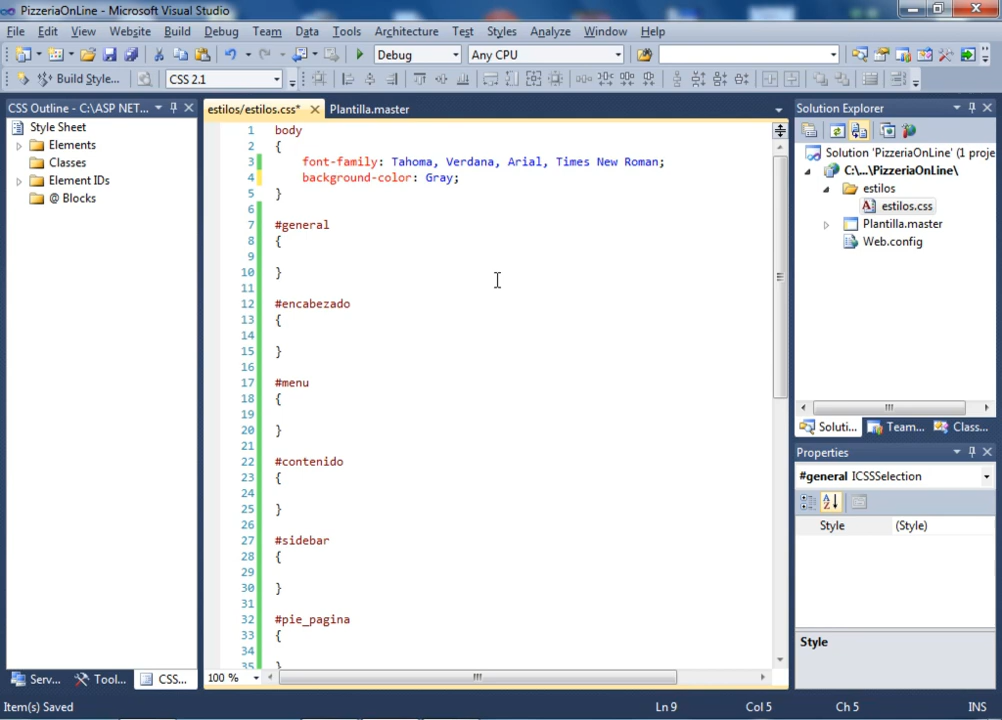 PizzeriaOnLine - Microsoft Visual Studio
File Edit View Website Build Debug Team Data Tools Architecture Test Styles Analyze Window Help
Debug Any CPU
Build Style... CSS 2.1
CSS Outline - C:\ASP NET...
Style Sheet
Elements
Classes
Element IDs
@ Blocks
estilos/estilos.css* Plantilla.master
1 body
2 {
3 font-family: Tahoma, Verdana, Arial, Times New Roman;
4 background-color: Gray;
5 }
6
7 #general
8 {
9
10 }
11
12 #encabezado
13 {
14
15 }
16
17 #menu
18 {
19
20 }
21
22 #contenido
23 {
24
25 }
26
27 #sidebar
28 {
29
30 }
31
32 #pie_pagina
33 {
34
35 }
100 %
Solution Explorer
Solution 'PizzeriaOnLine' (1 proje
C:\...\PizzeriaOnLine\
estilos
estilos.css
Plantilla.master
Web.config
Soluti... Team... Class...
Properties
#general ICSSSelection
Style (Style)
Style
Serv... Tool... CSS...
Item(s) Saved Ln 9 Col 5 Ch 5 INS